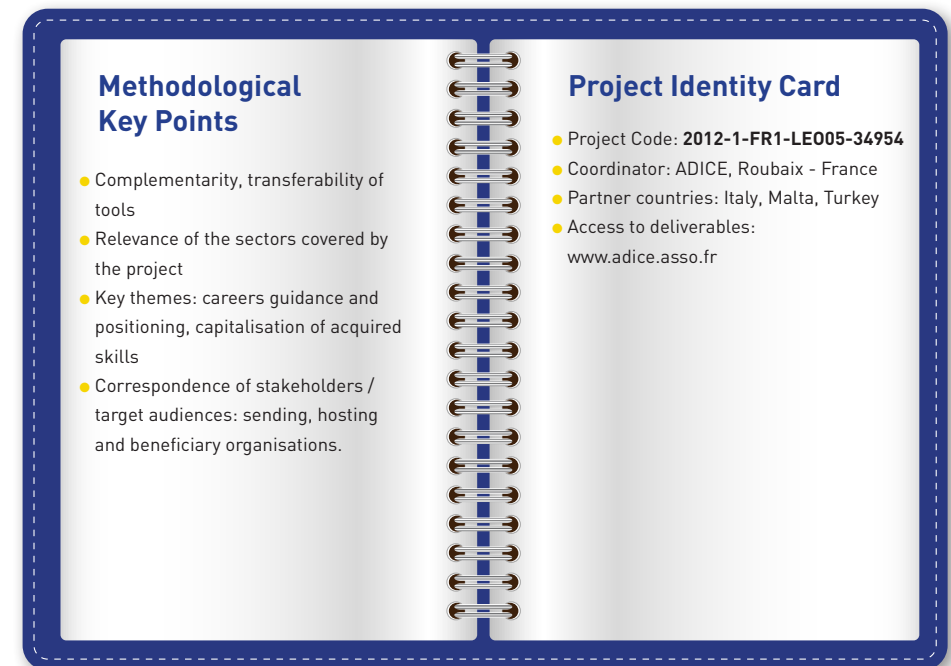 Methodological
Key Points
Complementarity, transferability of
tools
Relevance of the sectors covered by
the project
Key themes: careers guidance and
positioning, capitalisation of acquired
skills
Correspondence of stakeholders /
target audiences: sending, hosting
and beneficiary organisations.
Project Identity Card
Project Code: 2012-1-FR1-LEO05-34954
Coordinator: ADICE, Roubaix - France
Partner countries: Italy, Malta, Turkey
Access to deliverables:
www.adice.asso.fr